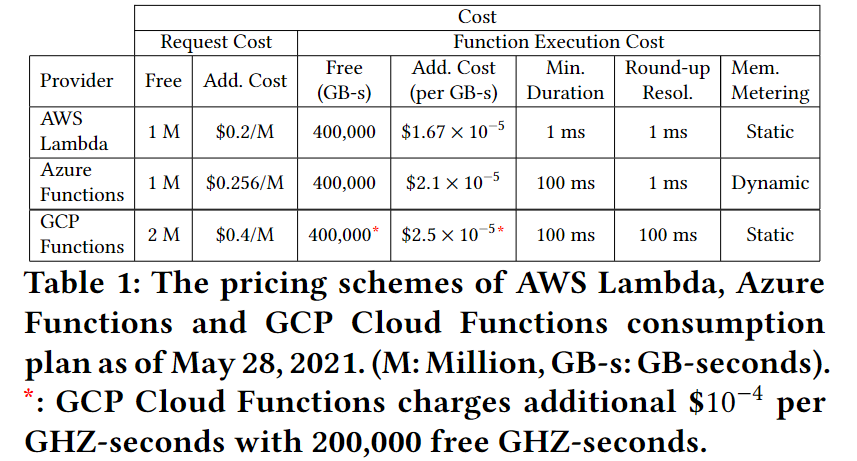 Cost
Request Cost Function Execution Cost
Provider Free Add. Cost Free (GB-s) Add. Cost (per GB-s) Min. Duration Round-up Resol. Mem. Metering
AWS Lambda 1 M $0.2/M 400,000 $1.67 × 10⁻⁵ 1 ms 1 ms Static
Azure Functions 1 M $0.256/M 400,000 $2.1 × 10⁻⁵ 100 ms 1 ms Dynamic
GCP Functions 2 M $0.4/M 400,000* $2.5 × 10⁻⁵* 100 ms 100 ms Static
Table 1: The pricing schemes of AWS Lambda, Azure
Functions and GCP Cloud Functions consumption
plan as of May 28, 2021. (M: Million, GB-s: GB-seconds).
*: GCP Cloud Functions charges additional $10⁻⁴ per
GHZ-seconds with 200,000 free GHZ-seconds.